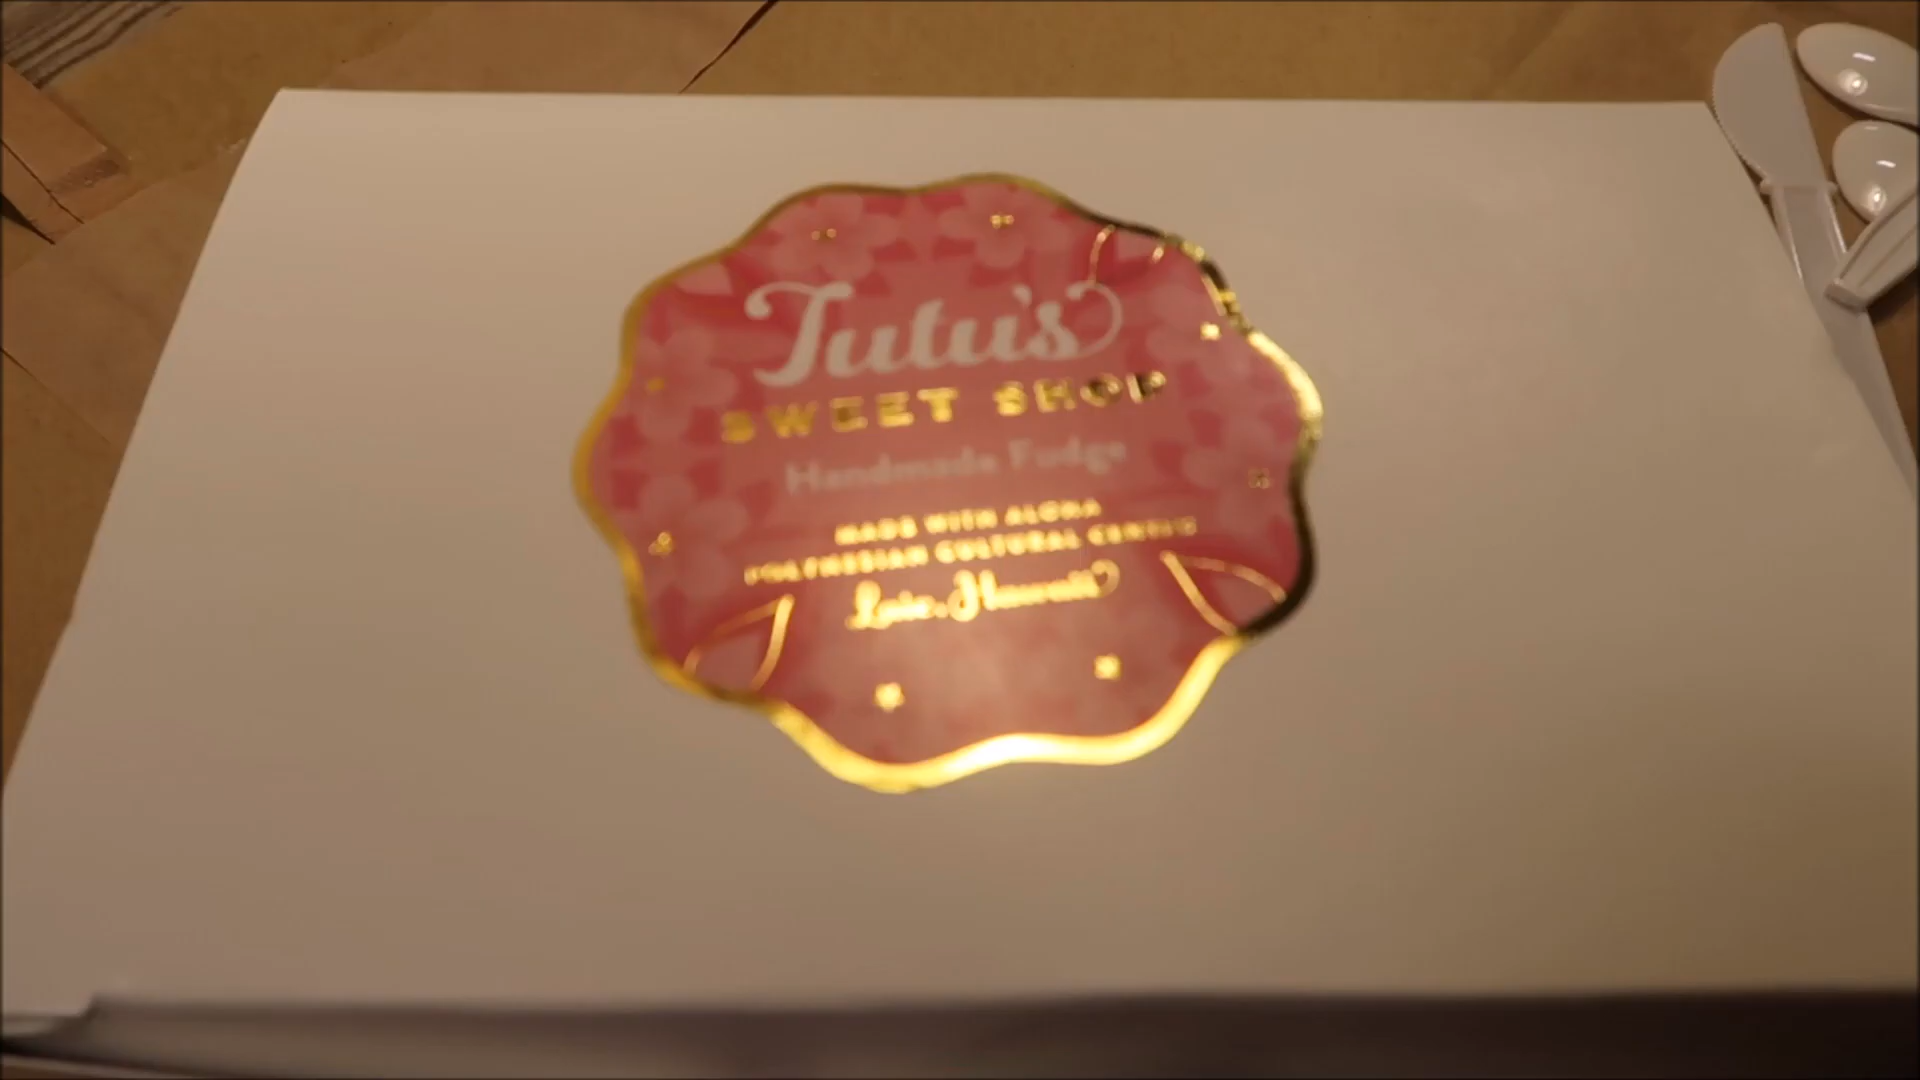 Tutu's
SWEET SHOP
Handmade Fudge
MADE WITH ALOHA
POLYNESIAN CULTURAL CENTER
Laie, Hawaii